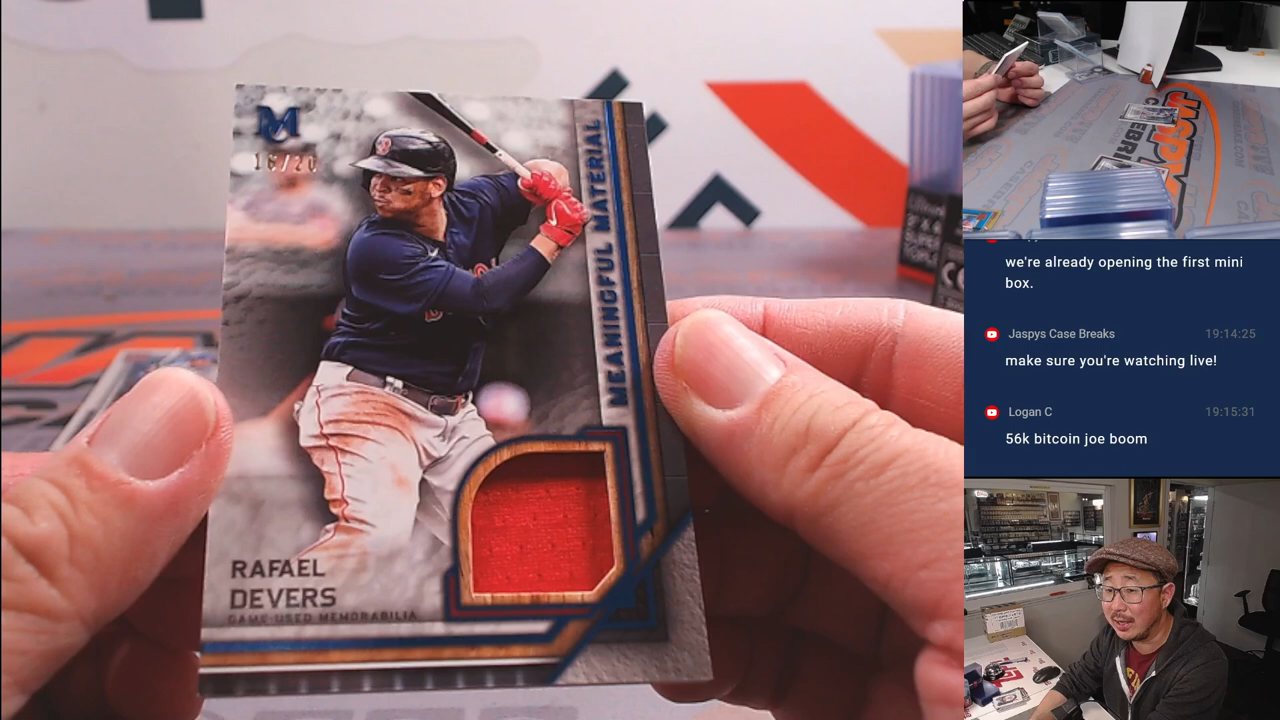 M
16/20
MEANINGFUL MATERIAL
RAFAEL
DEVERS
GAME-USED MEMORABILIA
we're already opening the first mini
box.
Jaspys Case Breaks 19:14:25
make sure you're watching live!
Logan C 19:15:31
56k bitcoin joe boom